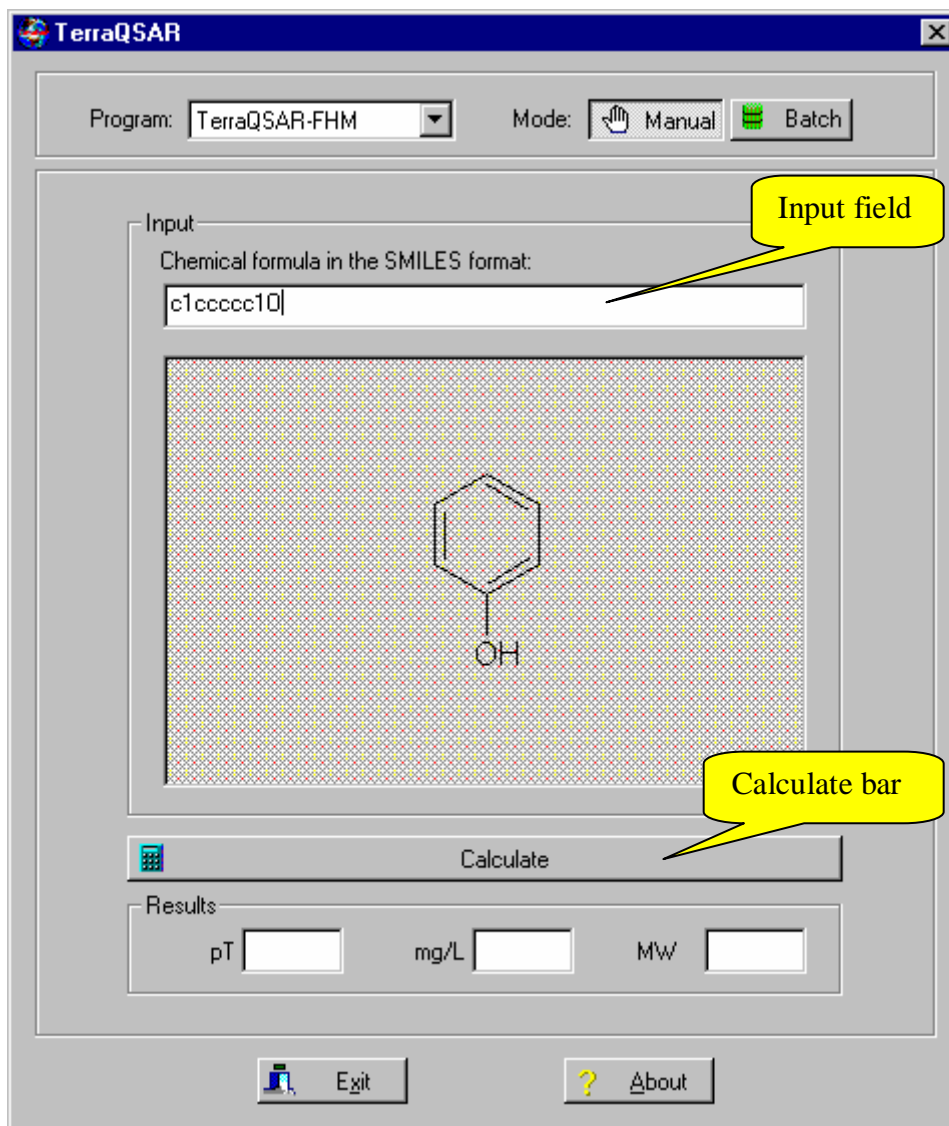 TerraQSAR
Program: TerraQSAR-FHM Mode: Manual Batch
Input field
Input
Chemical formula in the SMILES format:
c1ccccc1O
OH
Calculate bar
Calculate
Results
pT mg/L MW
Exit ? About